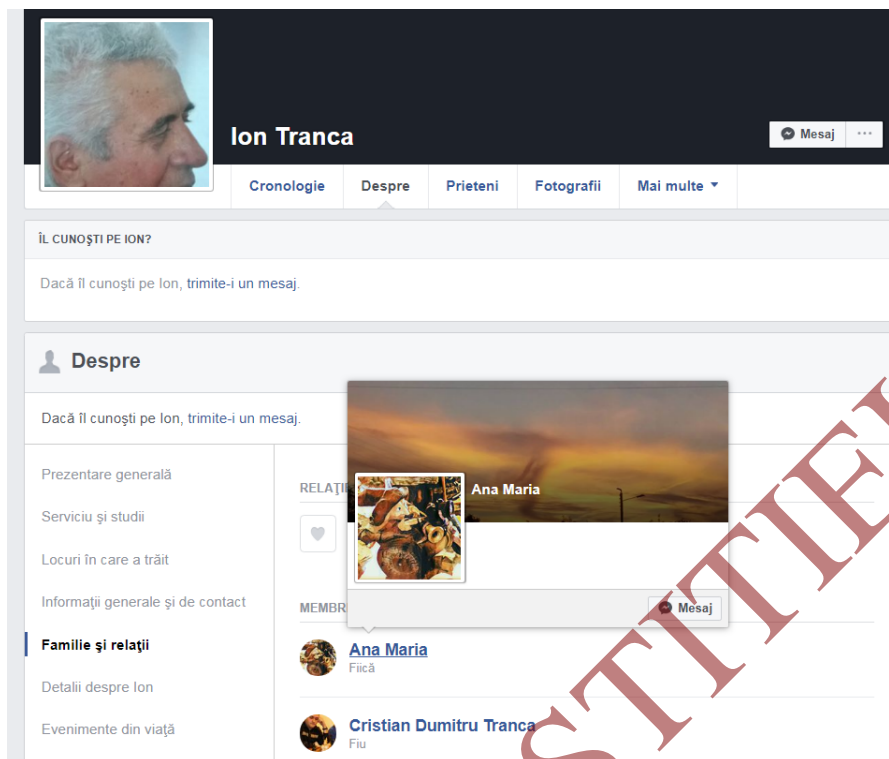 Ion Tranca
Mesaj
Cronologie Despre Prieteni Fotografii Mai multe
ÎL CUNOŞTI PE ION?
Dacă îl cunoşti pe Ion, trimite-i un mesaj.
Despre
Dacă îl cunoşti pe Ion, trimite-i un mesaj.
Prezentare generală
Serviciu şi studii
Locuri în care a trăit
Informaţii generale şi de contact
Familie şi relaţii
Detalii despre Ion
Evenimente din viaţă
Ana Maria
Mesaj
Ana Maria
Fiică
Cristian Dumitru Tranca
Fiu